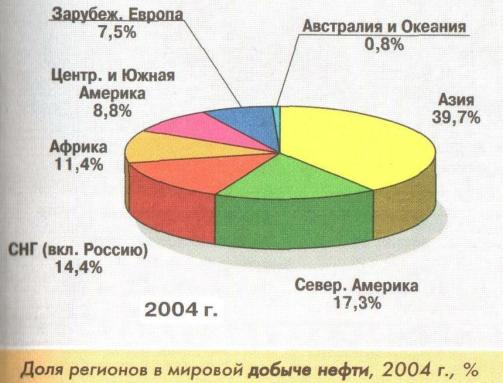 Зарубеж. Европа
7,5%
Австралия и Океания
0,8%
Центр. и Южная
Америка
8,8%
Азия
39,7%
Африка
11,4%
СНГ (вкл. Россию)
14,4%
Север. Америка
17,3%
2004 г.
Доля регионов в мировой добыче нефти, 2004 г., %